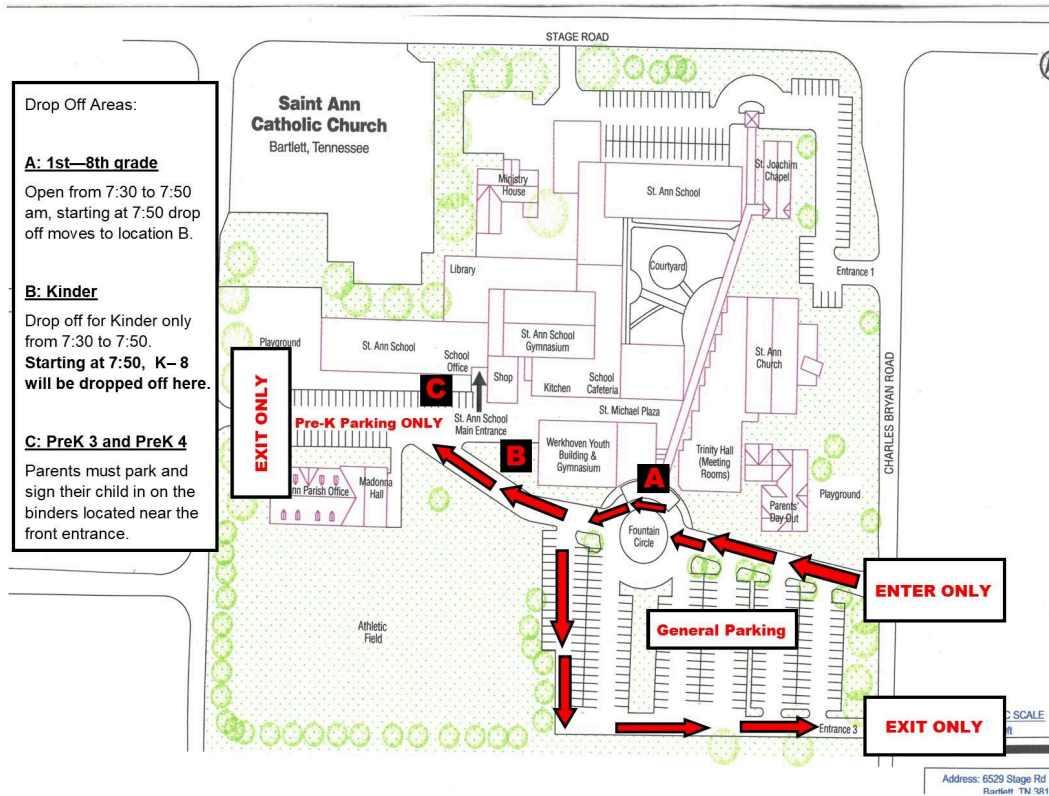 STAGE ROAD
Drop Off Areas:
A: 1st—8th grade
Open from 7:30 to 7:50
am, starting at 7:50 drop
off moves to location B.
B: Kinder
Drop off for Kinder only
from 7:30 to 7:50.
Starting at 7:50, K– 8
will be dropped off here.
C: PreK 3 and PreK 4
Parents must park and
sign their child in on the
binders located near the
front entrance.
Saint Ann
Catholic Church
Bartlett, Tennessee
Ministry
House
St. Ann School
St. Joachim
Chapel
Library
Courtyard
Entrance 1
Playground
St. Ann School
School
Office
St. Ann School
Gymnasium
Shop
Kitchen
School
Cafeteria
St. Ann
Church
CHARLES BRYAN ROAD
C
EXIT ONLY
Pre-K Parking ONLY
St. Ann School
Main Entrance
St. Michael Plaza
B
Werkhoven Youth
Building &
Gymnasium
A
Trinity Hall
(Meeting
Rooms)
Parents'
Day Out
Playground
Parish Office
Madonna
Hall
Fountain
Circle
ENTER ONLY
General Parking
Athletic
Field
Entrance 3
EXIT ONLY
SCALE
Address: 6529 Stage Rd
Bartlett, TN 381